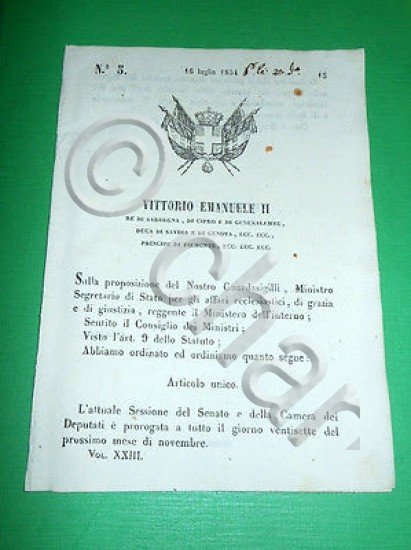 N.° 3. 16 luglio 1854 15
VITTORIO EMANUELE II
RE DI SARDEGNA, DI CIPRO E DI GERUSALEMME,
DUCA DI SAVOIA E DI GENOVA, ECC. ECC.,
PRINCIPE DI PIEMONTE, ECC. ECC. ECC.
Sulla proposizione del Nostro Guardasigilli, Ministro
Segretario di Stato per gli affari ecclesiastici, di grazia
e di giustizia, reggente il Ministero dell'interno;
Sentito il Consiglio dei Ministri;
Visto l'art. 9 dello Statuto;
Abbiamo ordinato ed ordiniamo quanto segue:
Articolo unico.
L'attuale Sessione del Senato e della Camera dei
Deputati è prorogata a tutto il giorno ventisette del
prossimo mese di novembre.
VOL. XXIII.
© Char